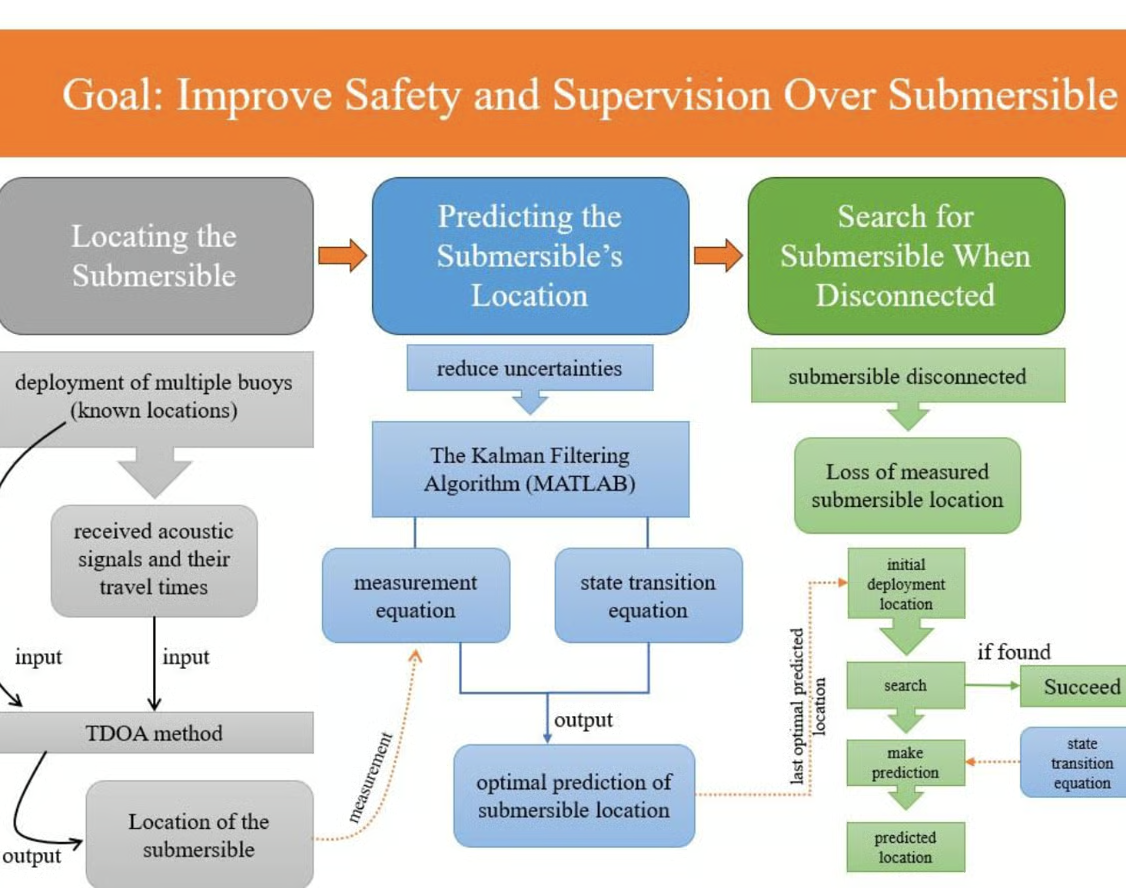 Goal: Improve Safety and Supervision Over Submersible
Locating the
Submersible
Predicting the
Submersible's
Location
Search for
Submersible When
Disconnected
deployment of multiple buoys
(known locations)
received acoustic
signals and their
travel times
input
input
TDOA method
output
Location of the
submersible
measurement
reduce uncertainties
The Kalman Filtering
Algorithm (MATLAB)
measurement
equation
state transition
equation
output
optimal prediction of
submersible location
last optimal predicted
location
submersible disconnected
Loss of measured
submersible location
initial
deployment
location
search
if found
Succeed
make
prediction
state
transition
equation
predicted
location